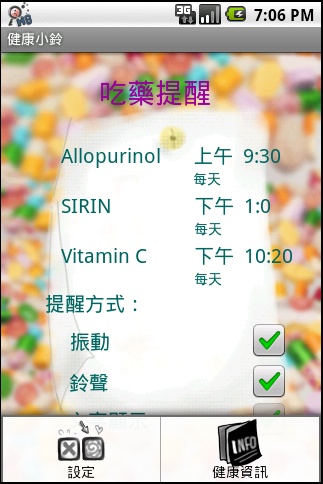 3G 7:06 PM
健康小鈴
吃藥提醒
Allopurinol 上午 9:30
每天
SIRIN 下午 1:0
每天
Vitamin C 下午 10:20
每天
提醒方式：
振動
鈴聲
INFO
設定 健康資訊